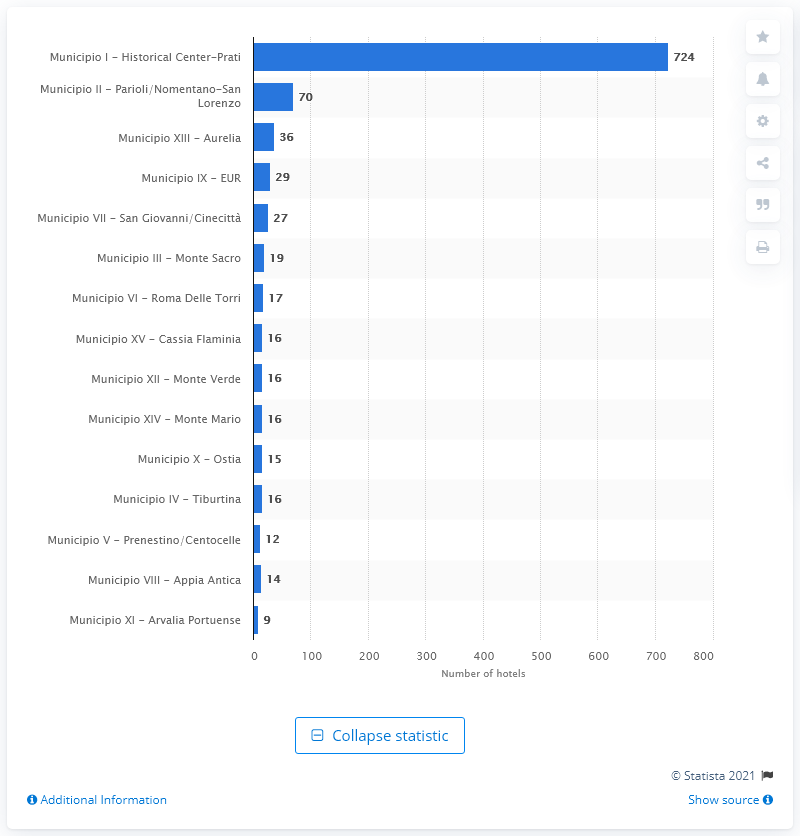 Municipio I - Historical Center-Prati 724
Municipio II - Parioli/Nomentano-San
Lorenzo 70
Municipio XIII - Aurelia 36
Municipio IX - EUR 29
Municipio VII - San Giovanni/Cinecittà 27
Municipio III - Monte Sacro 19
Municipio VI - Roma Delle Torri 17
Municipio XV - Cassia Flaminia 16
Municipio XII - Monte Verde 16
Municipio XIV - Monte Mario 16
Municipio X - Ostia 15
Municipio IV - Tiburtina 16
Municipio V - Prenestino/Centocelle 12
Municipio VIII - Appia Antica 14
Municipio XI - Arvalia Portuense 9
0 100 200 300 400 500 600 700 800
Number of hotels
Collapse statistic
© Statista 2021
Additional Information Show source